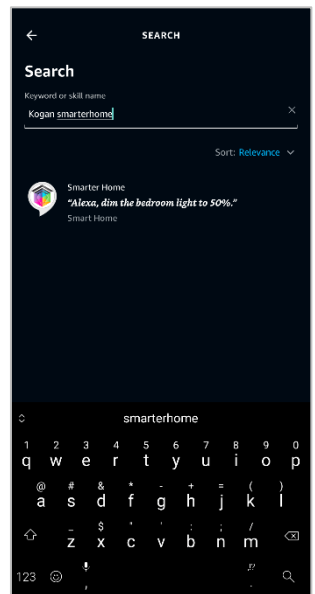 SEARCH
Search
Keyword or skill name
Kogan smarterhome
Sort: Relevance
Smarter Home
“Alexa, dim the bedroom light to 50%.”
Smart Home
smarterhome
1 2 3 4 5 6 7 8 9 0
q w e r t y u i o p
@ # & * - + = ( )
a s d f g h j k l
_ $ " ' : ; /
z x c v b n m
123 , .